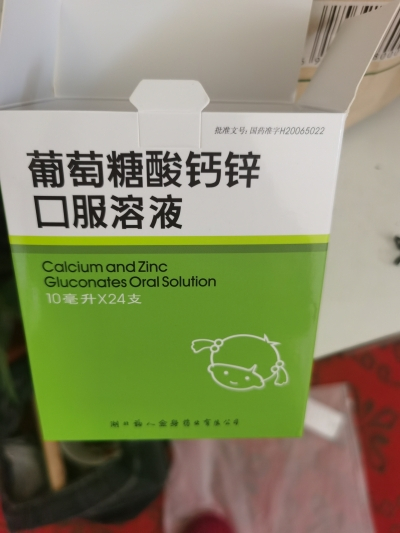 批准文号:国药准字H20065022
葡萄糖酸钙锌
口服溶液
Calcium and Zinc
Gluconates Oral Solution
10毫升X24支